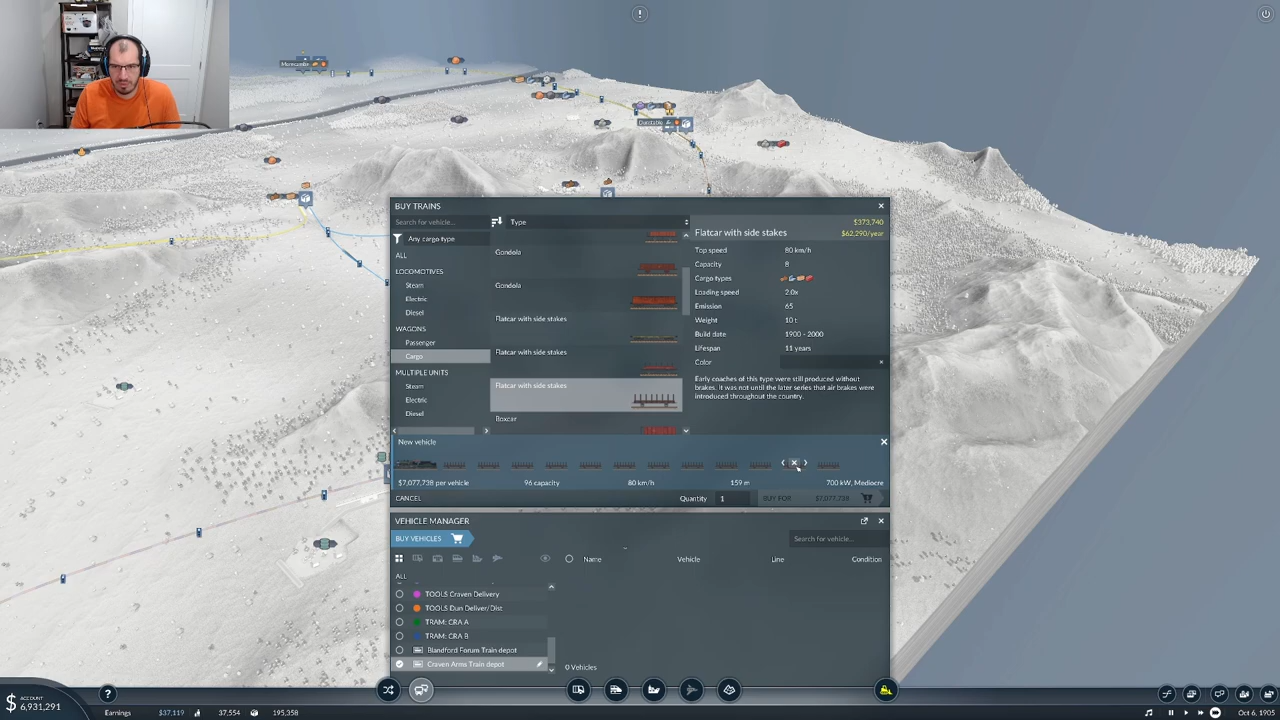 Morecambe
Dunstable
BUY TRAINS
Search for vehicle...
Type
$373,740
$62,290/year
Any cargo type
ALL
LOCOMOTIVES
Steam
Electric
Diesel
WAGONS
Passenger
Cargo
MULTIPLE UNITS
Steam
Electric
Diesel
Gondola
Gondola
Flatcar with side stakes
Flatcar with side stakes
Flatcar with side stakes
Boxcar
Flatcar with side stakes
Top speed 80 km/h
Capacity 8
Cargo types
Loading speed 2.0x
Emission 65
Weight 10 t
Build date 1900 - 2000
Lifespan 11 years
Color
Early coaches of this type were still produced without
brakes. It was not until the later series that air brakes were
introduced throughout the country.
New vehicle
$7,077,738 per vehicle 96 capacity 80 km/h 159 m 700 kW, Mediocre
CANCEL Quantity 1 BUY FOR $7,077,738
VEHICLE MANAGER
BUY VEHICLES
Search for vehicle...
Name Vehicle Line Condition
ALL
TOOLS Craven Delivery
TOOLS Dun Deliver/Dist
TRAM: CRA A
TRAM: CRA B
Blandford Forum Train depot
Craven Arms Train depot
0 Vehicles
$ ACCOUNT
6,931,291
?
Earnings $37,119 37,554 195,358
Oct 6, 1905